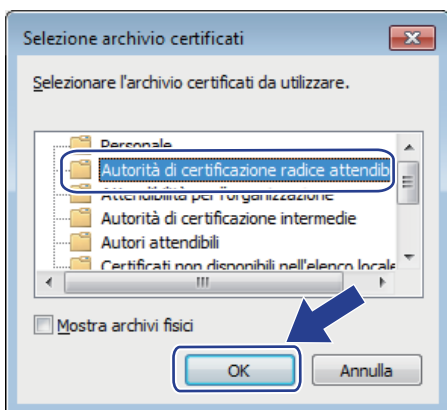 Selezione archivio certificati
Selezionare l'archivio certificati da utilizzare.
Personale
Autorità di certificazione radice attendib
Attendibilità per l'organizzazione
Autorità di certificazione intermedie
Autori attendibili
Certificati non disponibili nell'elenco locale
Mostra archivi fisici
OK
Annulla